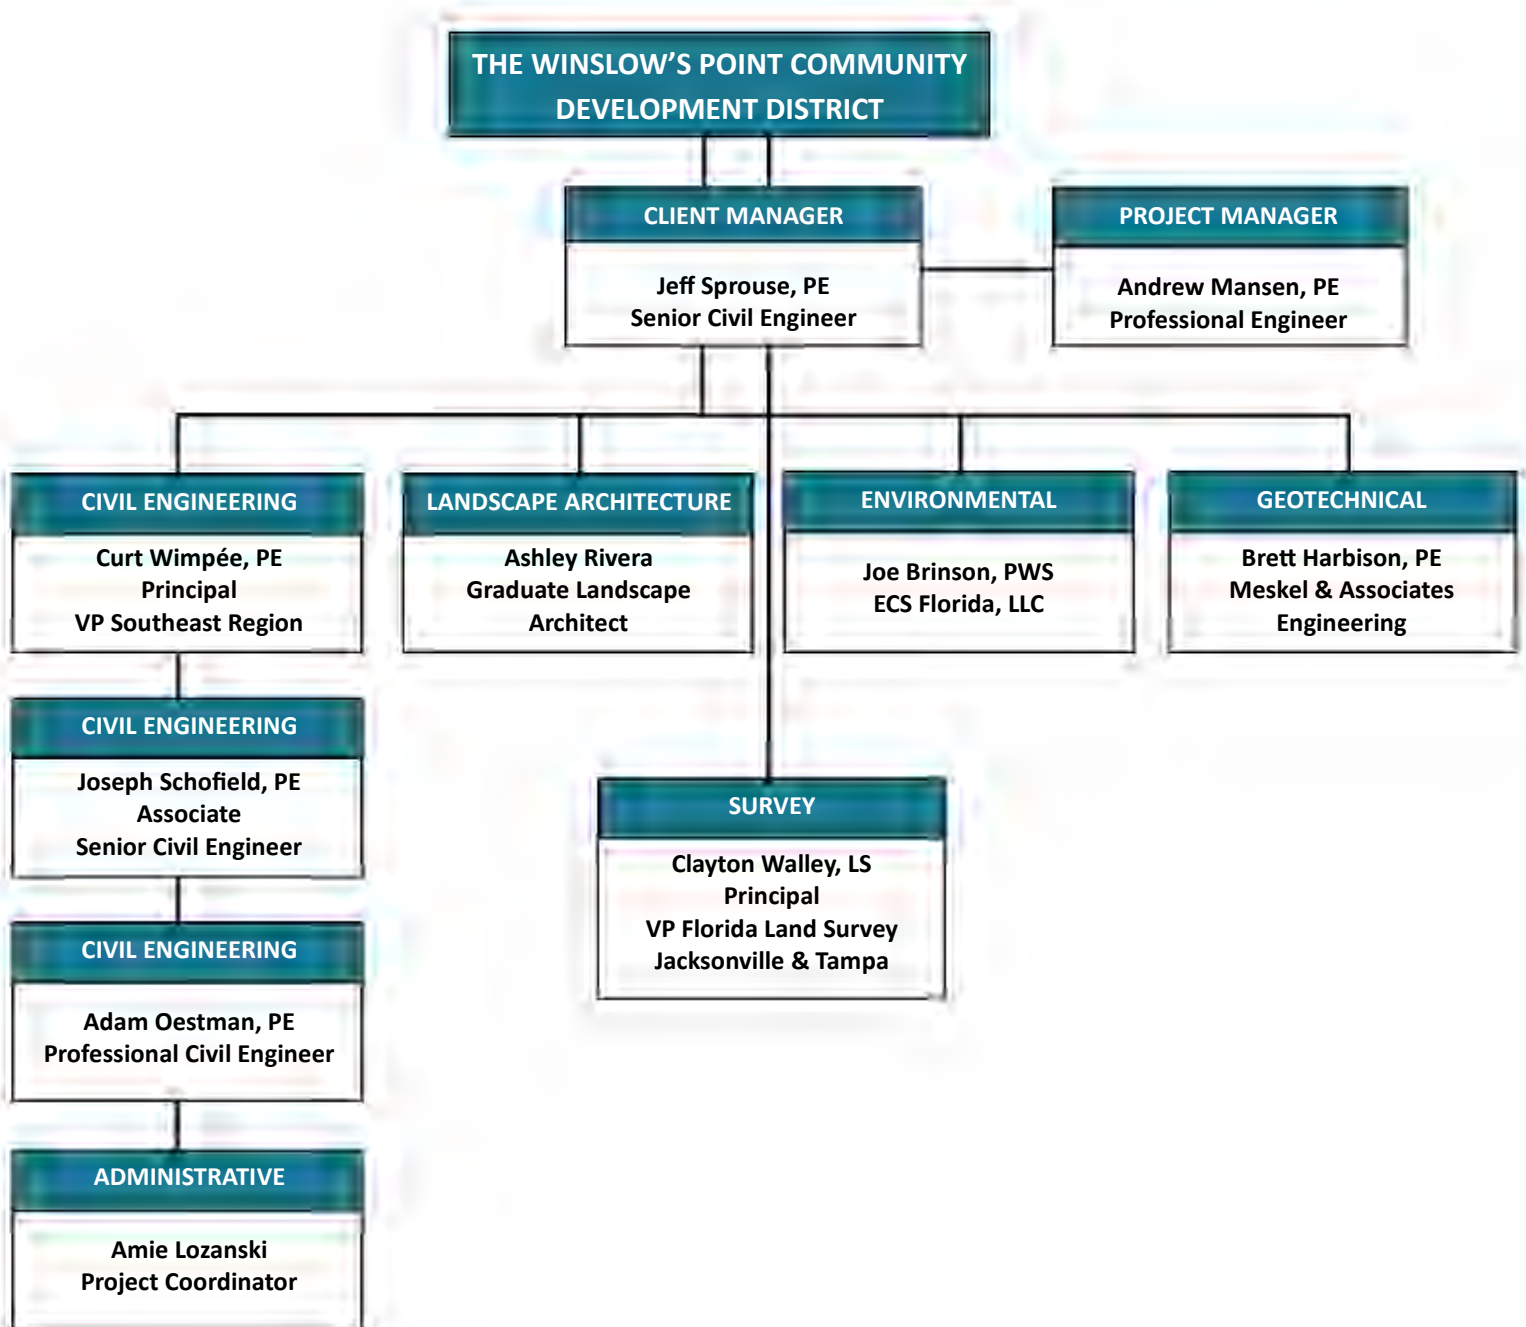 THE WINSLOW’S POINT COMMUNITY
DEVELOPMENT DISTRICT
CLIENT MANAGER
Jeff Sprouse, PE
Senior Civil Engineer
PROJECT MANAGER
Andrew Mansen, PE
Professional Engineer
CIVIL ENGINEERING
Curt Wimpée, PE
Principal
VP Southeast Region
LANDSCAPE ARCHITECTURE
Ashley Rivera
Graduate Landscape
Architect
ENVIRONMENTAL
Joe Brinson, PWS
ECS Florida, LLC
GEOTECHNICAL
Brett Harbison, PE
Meskel & Associates
Engineering
CIVIL ENGINEERING
Joseph Schofield, PE
Associate
Senior Civil Engineer
SURVEY
Clayton Walley, LS
Principal
VP Florida Land Survey
Jacksonville & Tampa
CIVIL ENGINEERING
Adam Oestman, PE
Professional Civil Engineer
ADMINISTRATIVE
Amie Lozanski
Project Coordinator